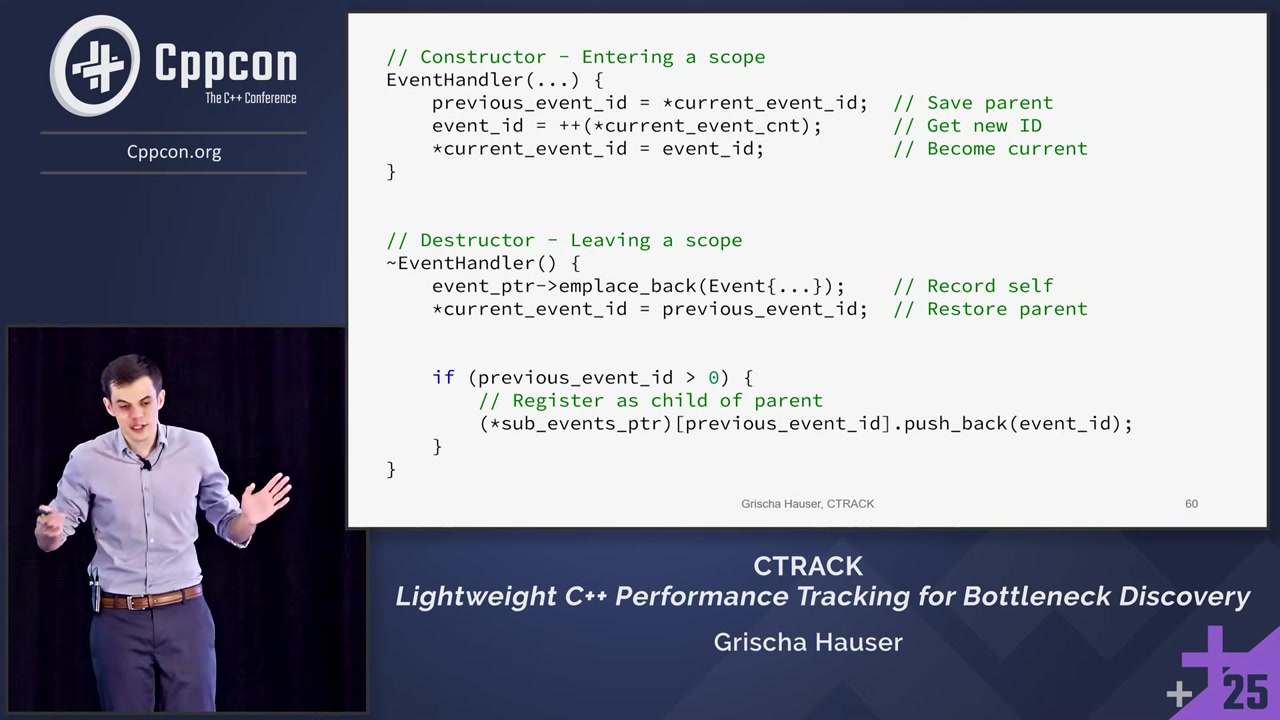 Cppcon
The C++ Conference
Cppcon.org
// Constructor - Entering a scope
EventHandler(...) {
    previous_event_id = *current_event_id;  // Save parent
    event_id = ++(*current_event_cnt);      // Get new ID
    *current_event_id = event_id;           // Become current
}
// Destructor - Leaving a scope
~EventHandler() {
    event_ptr->emplace_back(Event{...});    // Record self
    *current_event_id = previous_event_id;  // Restore parent
    if (previous_event_id > 0) {
        // Register as child of parent
        (*sub_events_ptr)[previous_event_id].push_back(event_id);
    }
}
Grischa Hauser, CTRACK
60
CTRACK
Lightweight C++ Performance Tracking for Bottleneck Discovery
Grischa Hauser
25